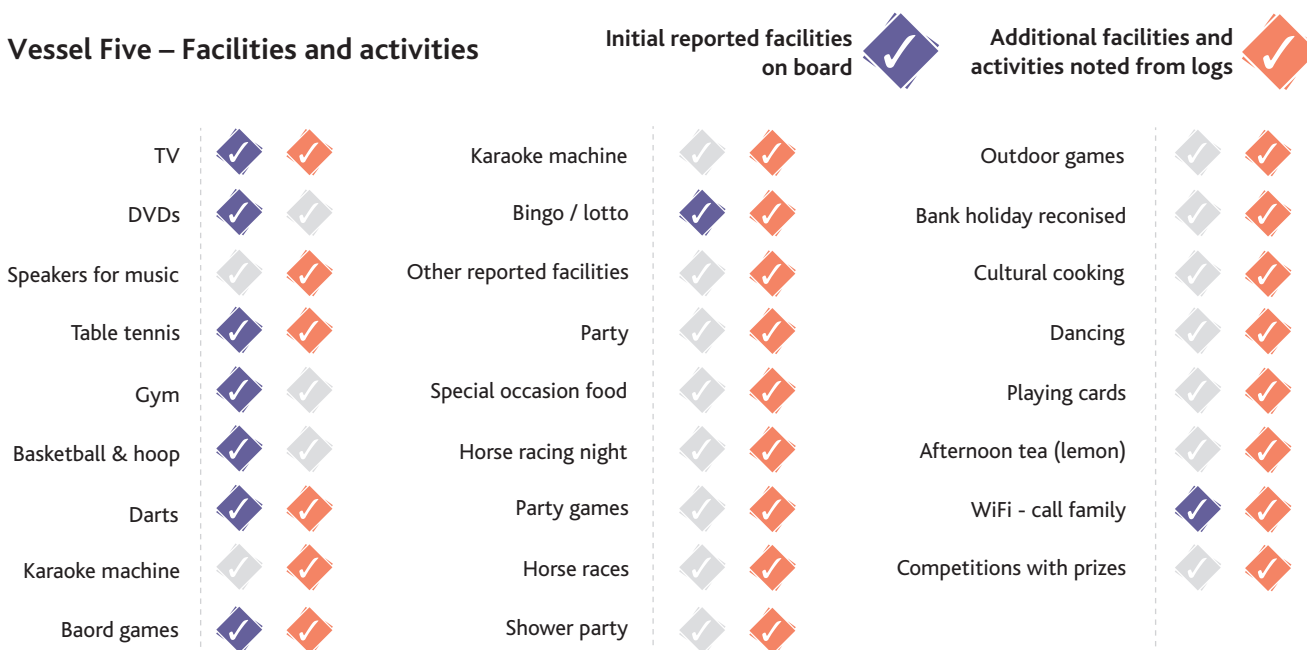 Vessel Five – Facilities and activities
Initial reported facilities
on board
Additional facilities and
activities noted from logs
TV
DVDs
Speakers for music
Table tennis
Gym
Basketball & hoop
Darts
Karaoke machine
Baord games
Karaoke machine
Bingo / lotto
Other reported facilities
Party
Special occasion food
Horse racing night
Party games
Horse races
Shower party
Outdoor games
Bank holiday reconised
Cultural cooking
Dancing
Playing cards
Afternoon tea (lemon)
WiFi - call family
Competitions with prizes